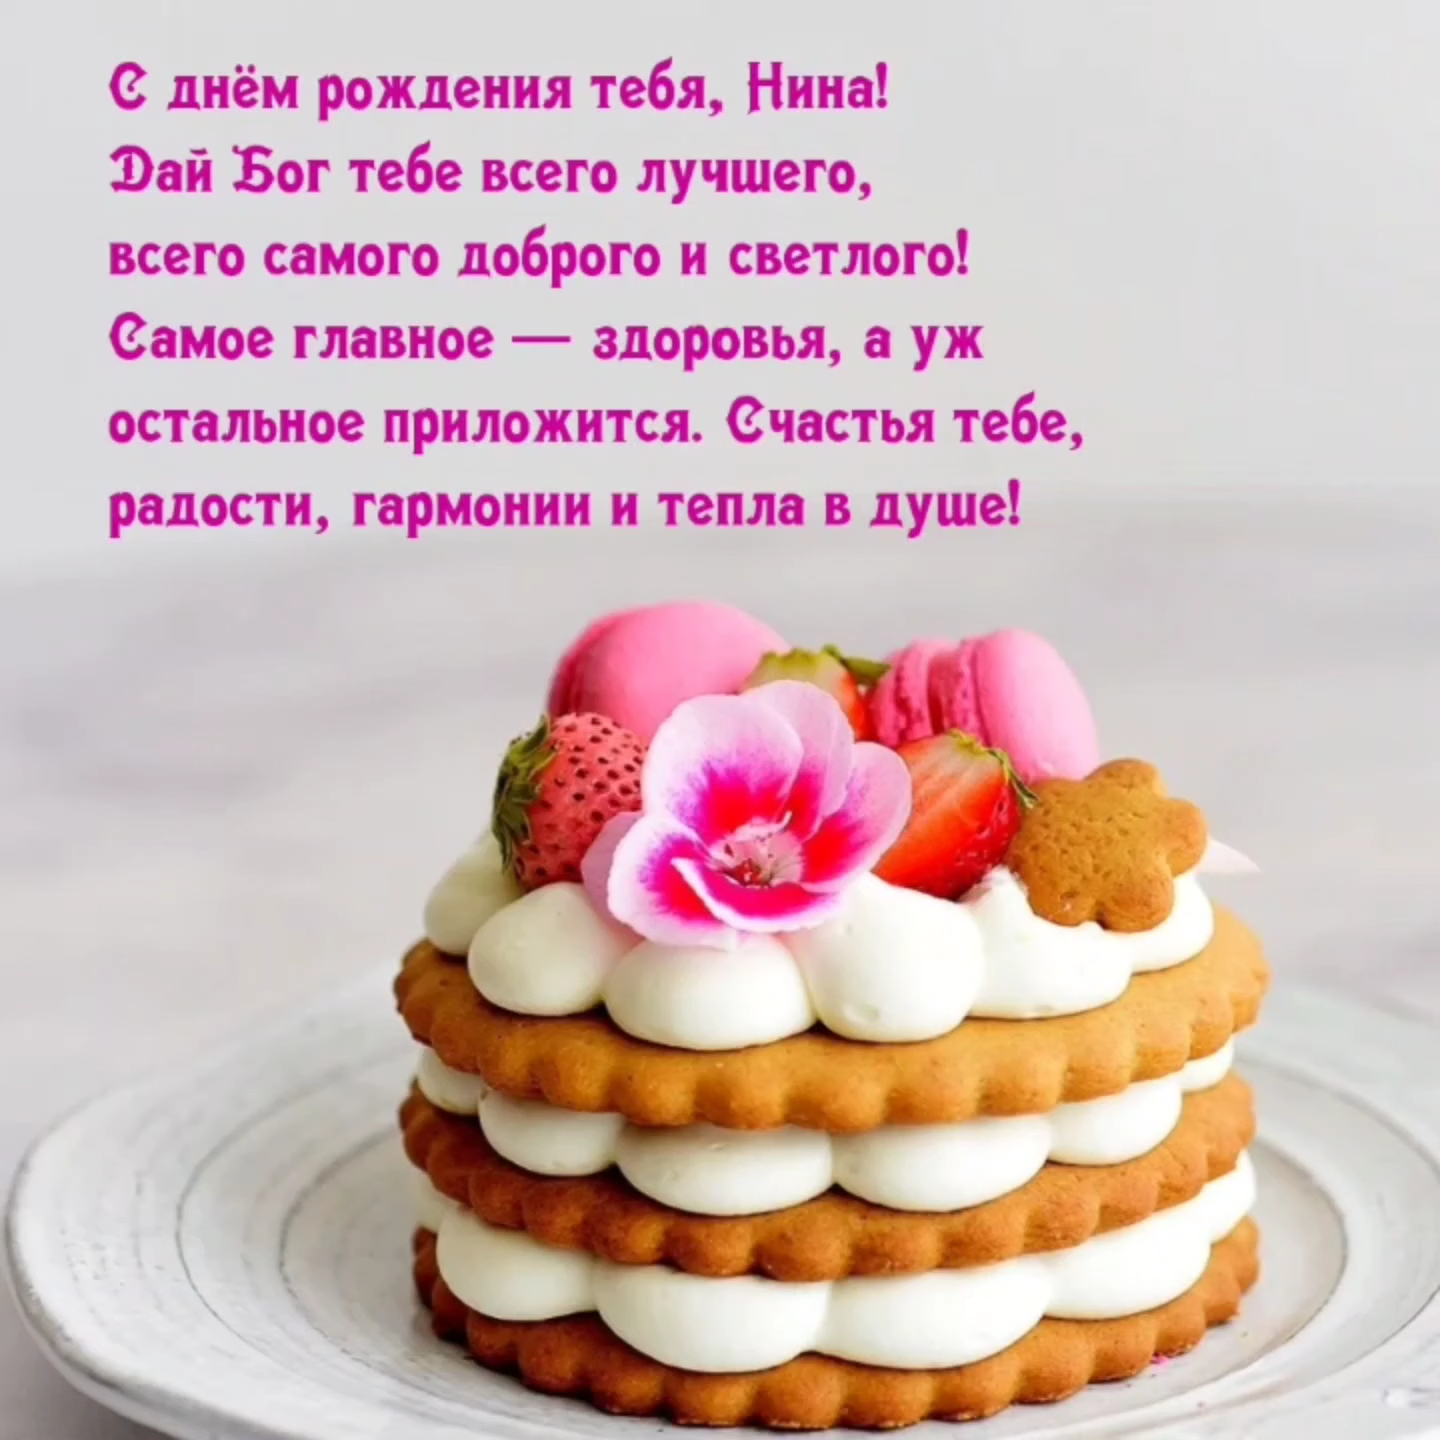 С днём рождения тебя, Нина!
Дай Бог тебе всего лучшего,
всего самого доброго и светлого!
Самое главное — здоровья, а уж
остальное приложится. Счастья тебе,
радости, гармонии и тепла в душе!